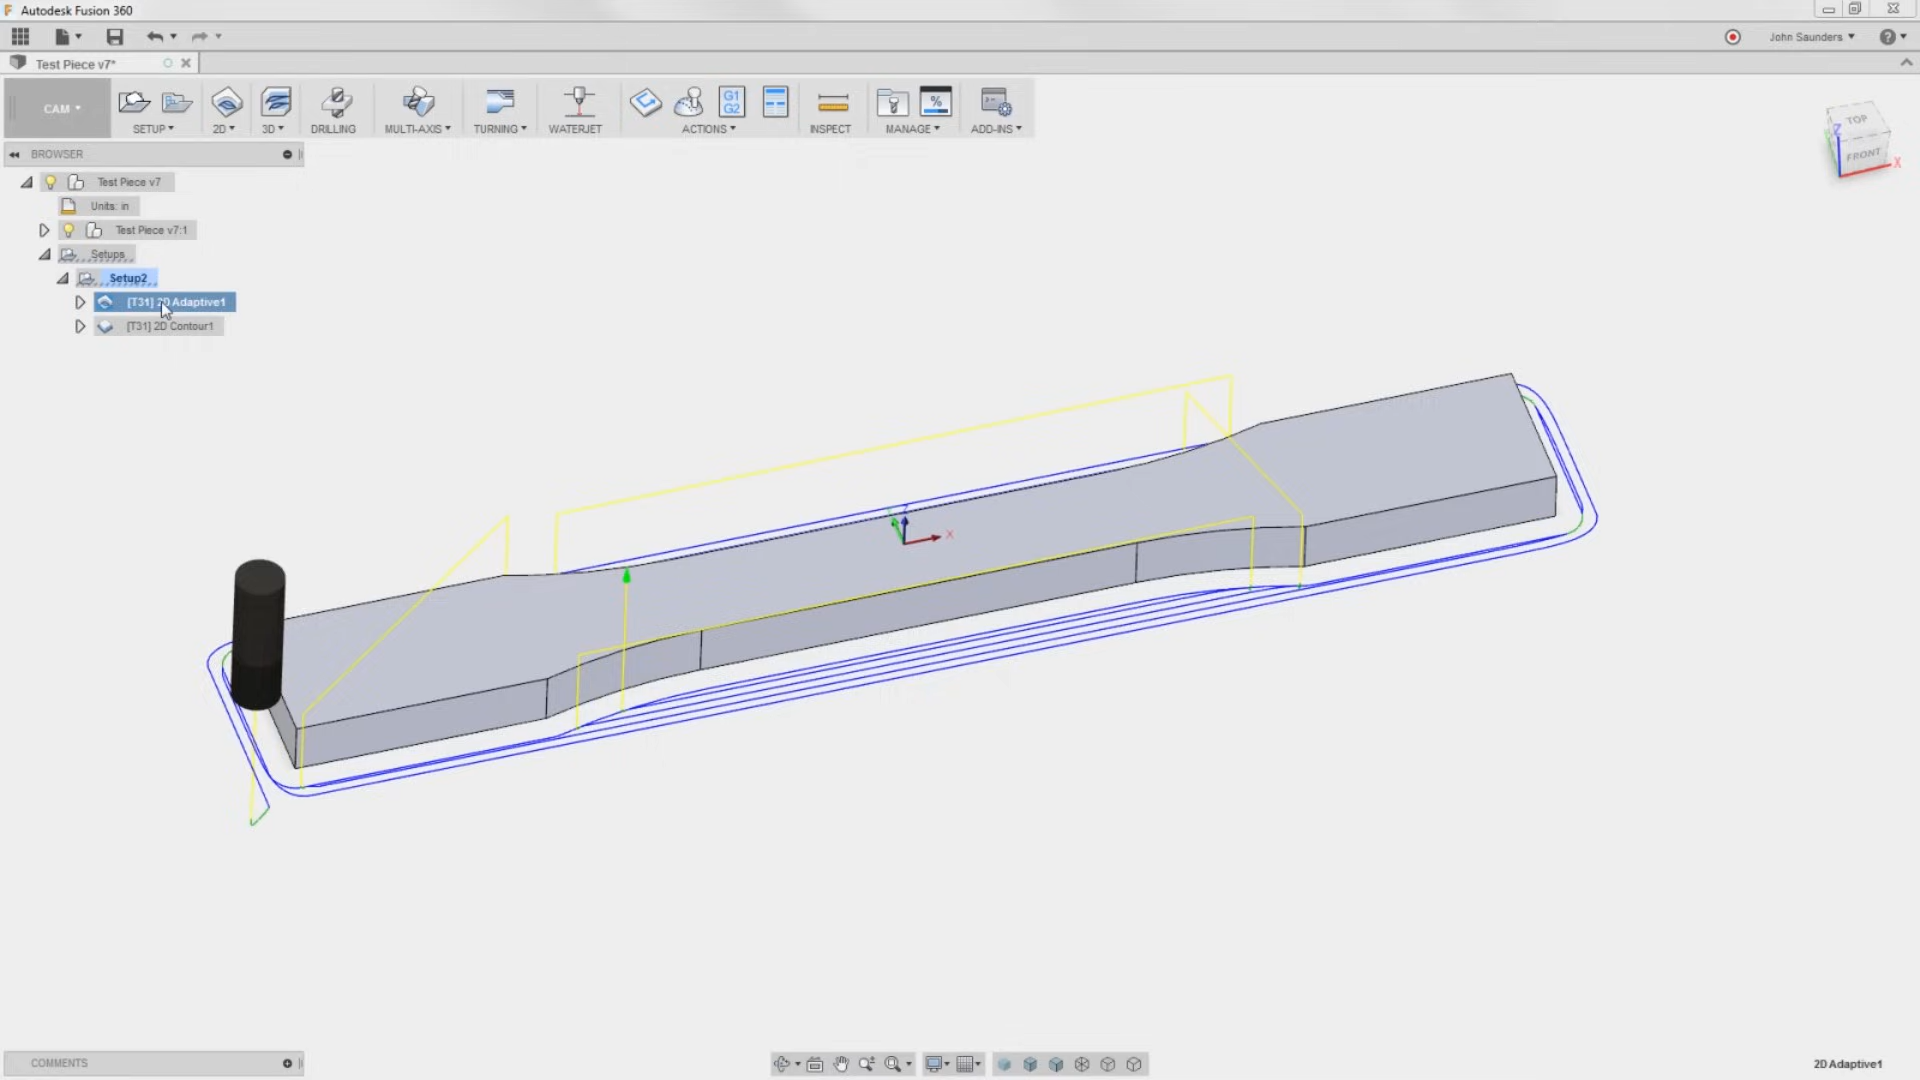 Autodesk Fusion 360
John Saunders
Test Piece v7*
CAM
SETUP
2D
3D
DRILLING
MULTI-AXIS
TURNING
WATERJET
G1
G2
ACTIONS
INSPECT
%
MANAGE
ADD-INS
TOP
FRONT
Z
X
BROWSER
Test Piece v7
Units: in
Test Piece v7:1
Setups
Setup2
[T31] 2D Adaptive1
[T31] 2D Contour1
Z
X
COMMENTS
2D Adaptive1